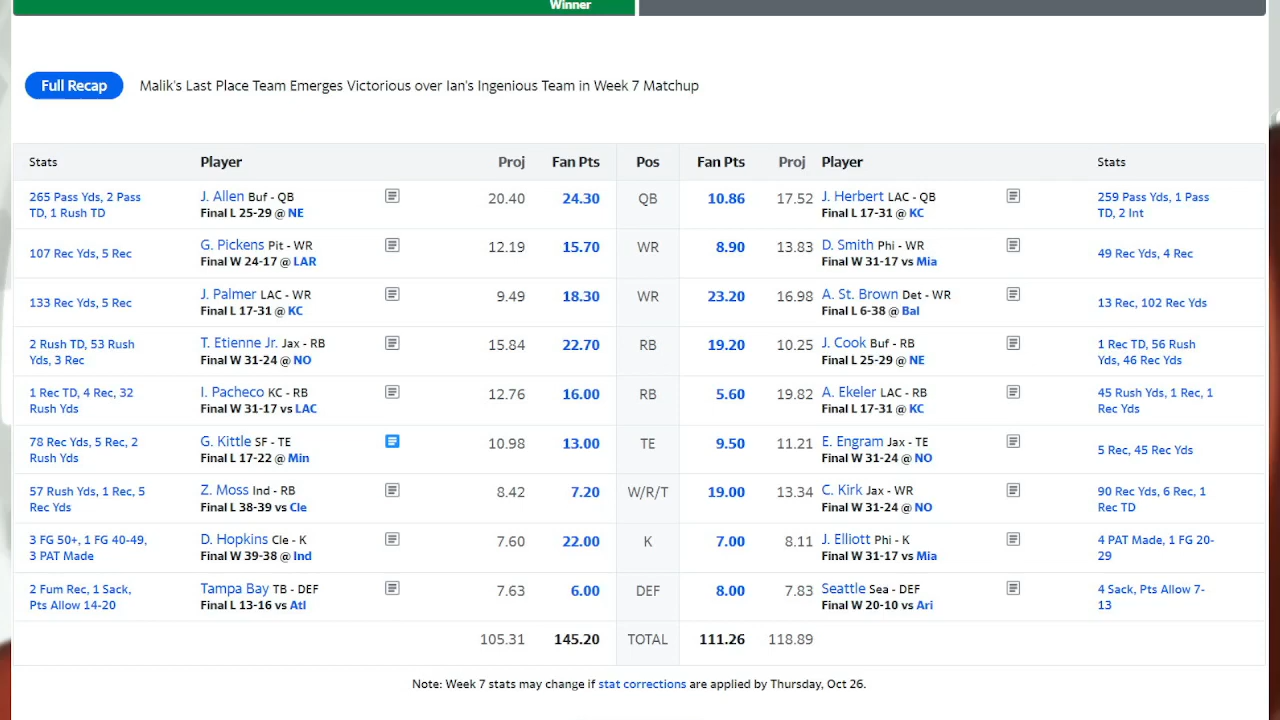 Winner
Full Recap Malik's Last Place Team Emerges Victorious over Ian's Ingenious Team in Week 7 Matchup
Stats Player Proj Fan Pts Pos Fan Pts Proj Player Stats
265 Pass Yds, 2 Pass TD, 1 Rush TD J. Allen Buf - QB Final L 25-29 @ NE 20.40 24.30 QB 10.86 17.52 J. Herbert LAC - QB Final L 17-31 @ KC 259 Pass Yds, 1 Pass TD, 2 Int
107 Rec Yds, 5 Rec G. Pickens Pit - WR Final W 24-17 @ LAR 12.19 15.70 WR 8.90 13.83 D. Smith Phi - WR Final W 31-17 vs Mia 49 Rec Yds, 4 Rec
133 Rec Yds, 5 Rec J. Palmer LAC - WR Final L 17-31 @ KC 9.49 18.30 WR 23.20 16.98 A. St. Brown Det - WR Final L 6-38 @ Bal 13 Rec, 102 Rec Yds
2 Rush TD, 53 Rush Yds, 3 Rec T. Etienne Jr. Jax - RB Final W 31-24 @ NO 15.84 22.70 RB 19.20 10.25 J. Cook Buf - RB Final L 25-29 @ NE 1 Rec TD, 56 Rush Yds, 46 Rec Yds
1 Rec TD, 4 Rec, 32 Rush Yds I. Pacheco KC - RB Final W 31-17 vs LAC 12.76 16.00 RB 5.60 19.82 A. Ekeler LAC - RB Final L 17-31 @ KC 45 Rush Yds, 1 Rec, 1 Rec Yds
78 Rec Yds, 5 Rec, 2 Rush Yds G. Kittle SF - TE Final L 17-22 @ Min 10.98 13.00 TE 9.50 11.21 E. Engram Jax - TE Final W 31-24 @ NO 5 Rec, 45 Rec Yds
57 Rush Yds, 1 Rec, 5 Rec Yds Z. Moss Ind - RB Final L 38-39 vs Cle 8.42 7.20 W/R/T 19.00 13.34 C. Kirk Jax - WR Final W 31-24 @ NO 90 Rec Yds, 6 Rec, 1 Rec TD
3 FG 50+, 1 FG 40-49, 3 PAT Made D. Hopkins Cle - K Final W 39-38 @ Ind 7.60 22.00 K 7.00 8.11 J. Elliott Phi - K Final W 31-17 vs Mia 4 PAT Made, 1 FG 20-29
2 Fum Rec, 1 Sack, Pts Allow 14-20 Tampa Bay TB - DEF Final L 13-16 vs Atl 7.63 6.00 DEF 8.00 7.83 Seattle Sea - DEF Final W 20-10 vs Ari 4 Sack, Pts Allow 7-13
105.31 145.20 TOTAL 111.26 118.89
Note: Week 7 stats may change if stat corrections are applied by Thursday, Oct 26.